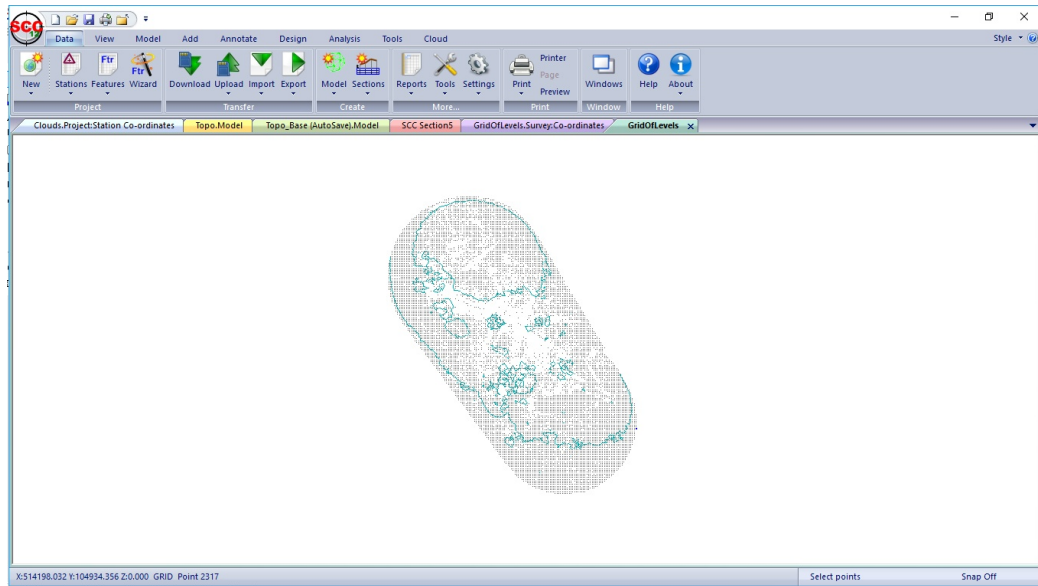 SCC
Data View Model Add Annotate Design Analysis Tools Cloud Style
Ftr Ftr
New Stations Features Wizard Download Upload Import Export Model Sections Reports Tools Settings Print Printer Page Preview Windows Help About
Project Transfer Create More... Print Window Help
Clouds.Project:Station Co-ordinates Topo.Model Topo_Base (AutoSave).Model SCC Section5 GridOfLevels.Survey:Co-ordinates GridOfLevels x
X:514198.032 Y:104934.356 Z:0.000 GRID Point 2317 Select points Snap Off